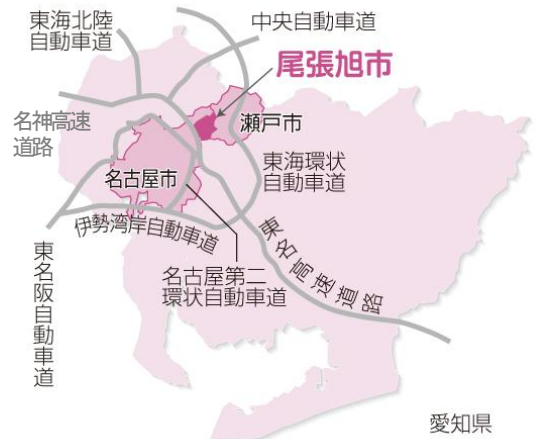 東海北陸
自動車道
中央自動車道
尾張旭市
名神高速
道路
瀬戸市
東海環状
自動車道
名古屋市
伊勢湾岸自動車道
東名高速道路
名古屋第二
環状自動車道
東名阪自動車道
愛知県